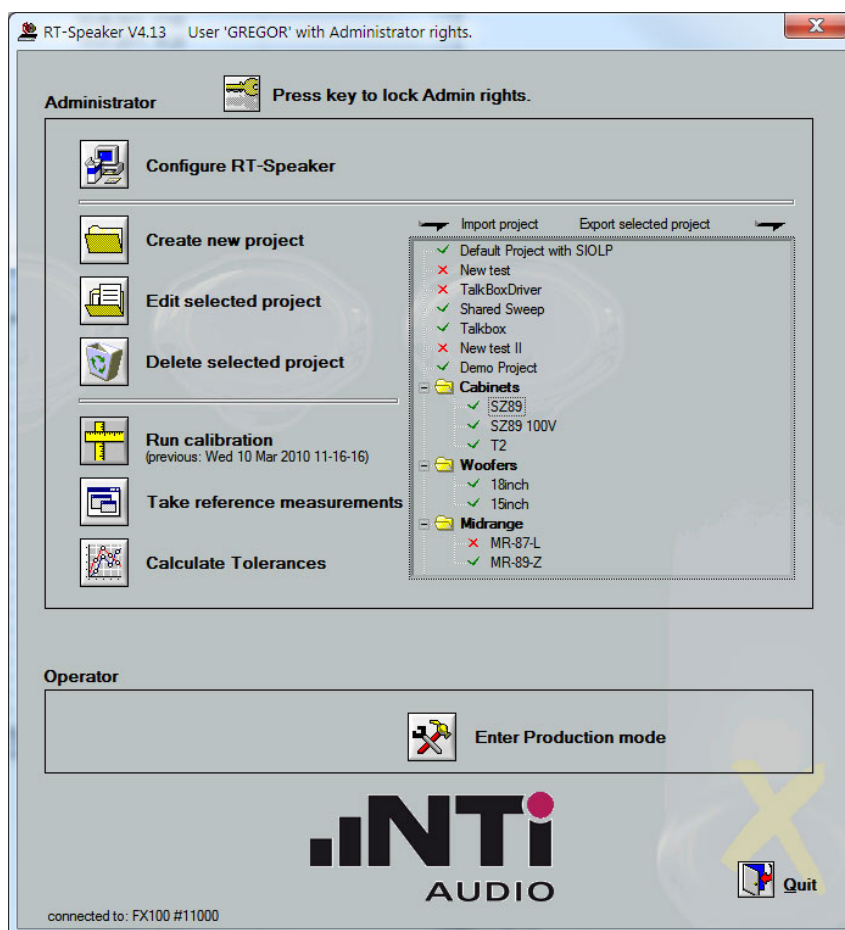 RT-Speaker V4.13 User 'GREGOR' with Administrator rights.
Administrator
Press key to lock Admin rights.
Configure RT-Speaker
Import project Export selected project
Create new project
Edit selected project
Delete selected project
Run calibration
(previous: Wed 10 Mar 2010 11-16-16)
Take reference measurements
Calculate Tolerances
Default Project with SIOLP
New test
TalkBoxDriver
Shared Sweep
Talkbox
New test II
Demo Project
Cabinets
SZ89
SZ89 100V
T2
Woofers
18inch
15inch
Midrange
MR-87-L
MR-89-Z
Operator
Enter Production mode
NTi
AUDIO
Quit
connected to: FX100 #11000